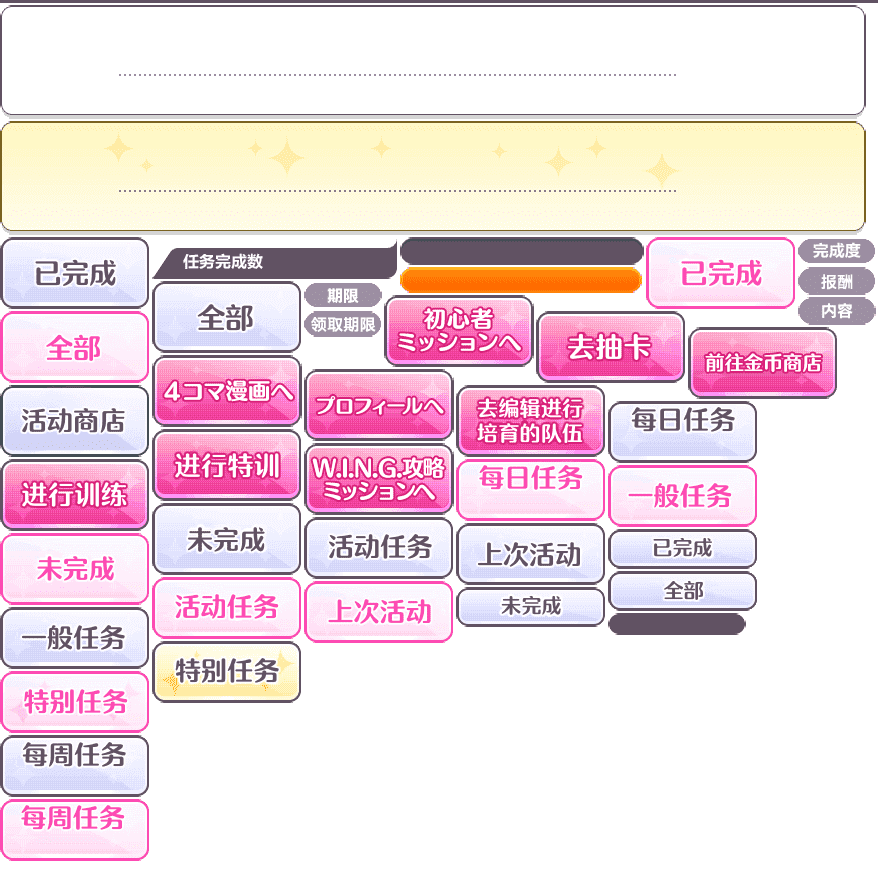 已完成
任务完成数
已完成
完成度
报酬
内容
全部
全部
期限
领取期限
初心者
ミッションへ
去抽卡
前往金币商店
活动商店
4コマ漫画へ
プロフィールへ
去编辑进行
培育的队伍
每日任务
进行训练
进行特训
W.I.N.G.攻略
ミッションへ
每日任务
一般任务
未完成
未完成
活动任务
上次活动
已完成
全部
一般任务
活动任务
上次活动
未完成
特别任务
特别任务
每周任务
每周任务